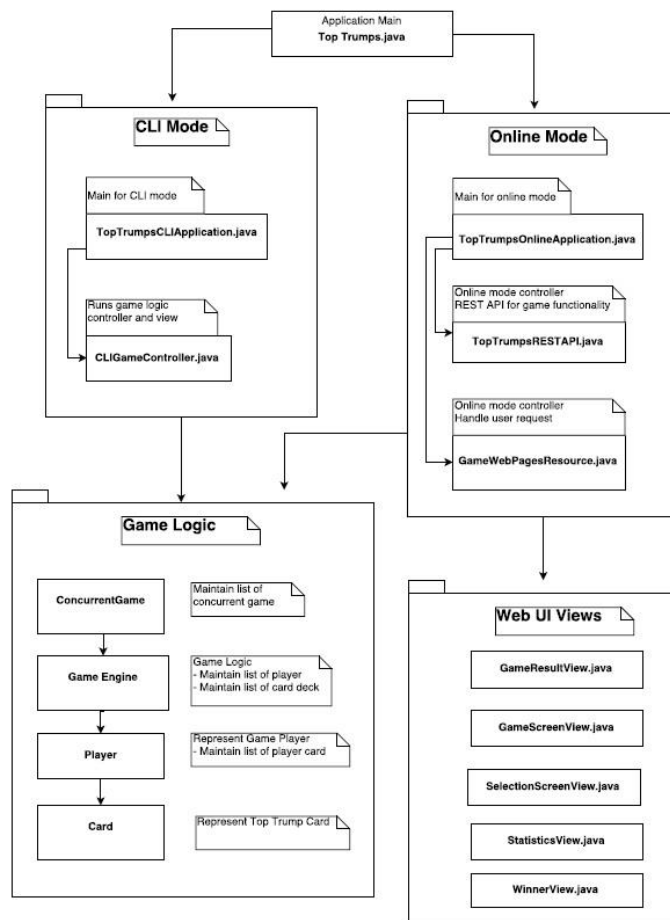 Application Main
Top Trumps.java
CLI Mode
Main for CLI mode
TopTrumpsCLIApplication.java
Runs game logic
controller and view
CLIGameController.java
Online Mode
Main for online mode
TopTrumpsOnlineApplication.java
Online mode controller
REST API for game functionality
TopTrumpsRESTAPI.java
Online mode controller
Handle user request
GameWebPagesResource.java
Game Logic
ConcurrentGame
Maintain list of
concurrent game
Game Engine
Game Logic
- Maintain list of player
- Maintain list of card deck
Player
Represent Game Player
- Maintain list of player card
Card
Represent Top Trump Card
Web UI Views
GameResultView.java
GameScreenView.java
SelectionScreenView.java
StatisticsView.java
WinnerView.java